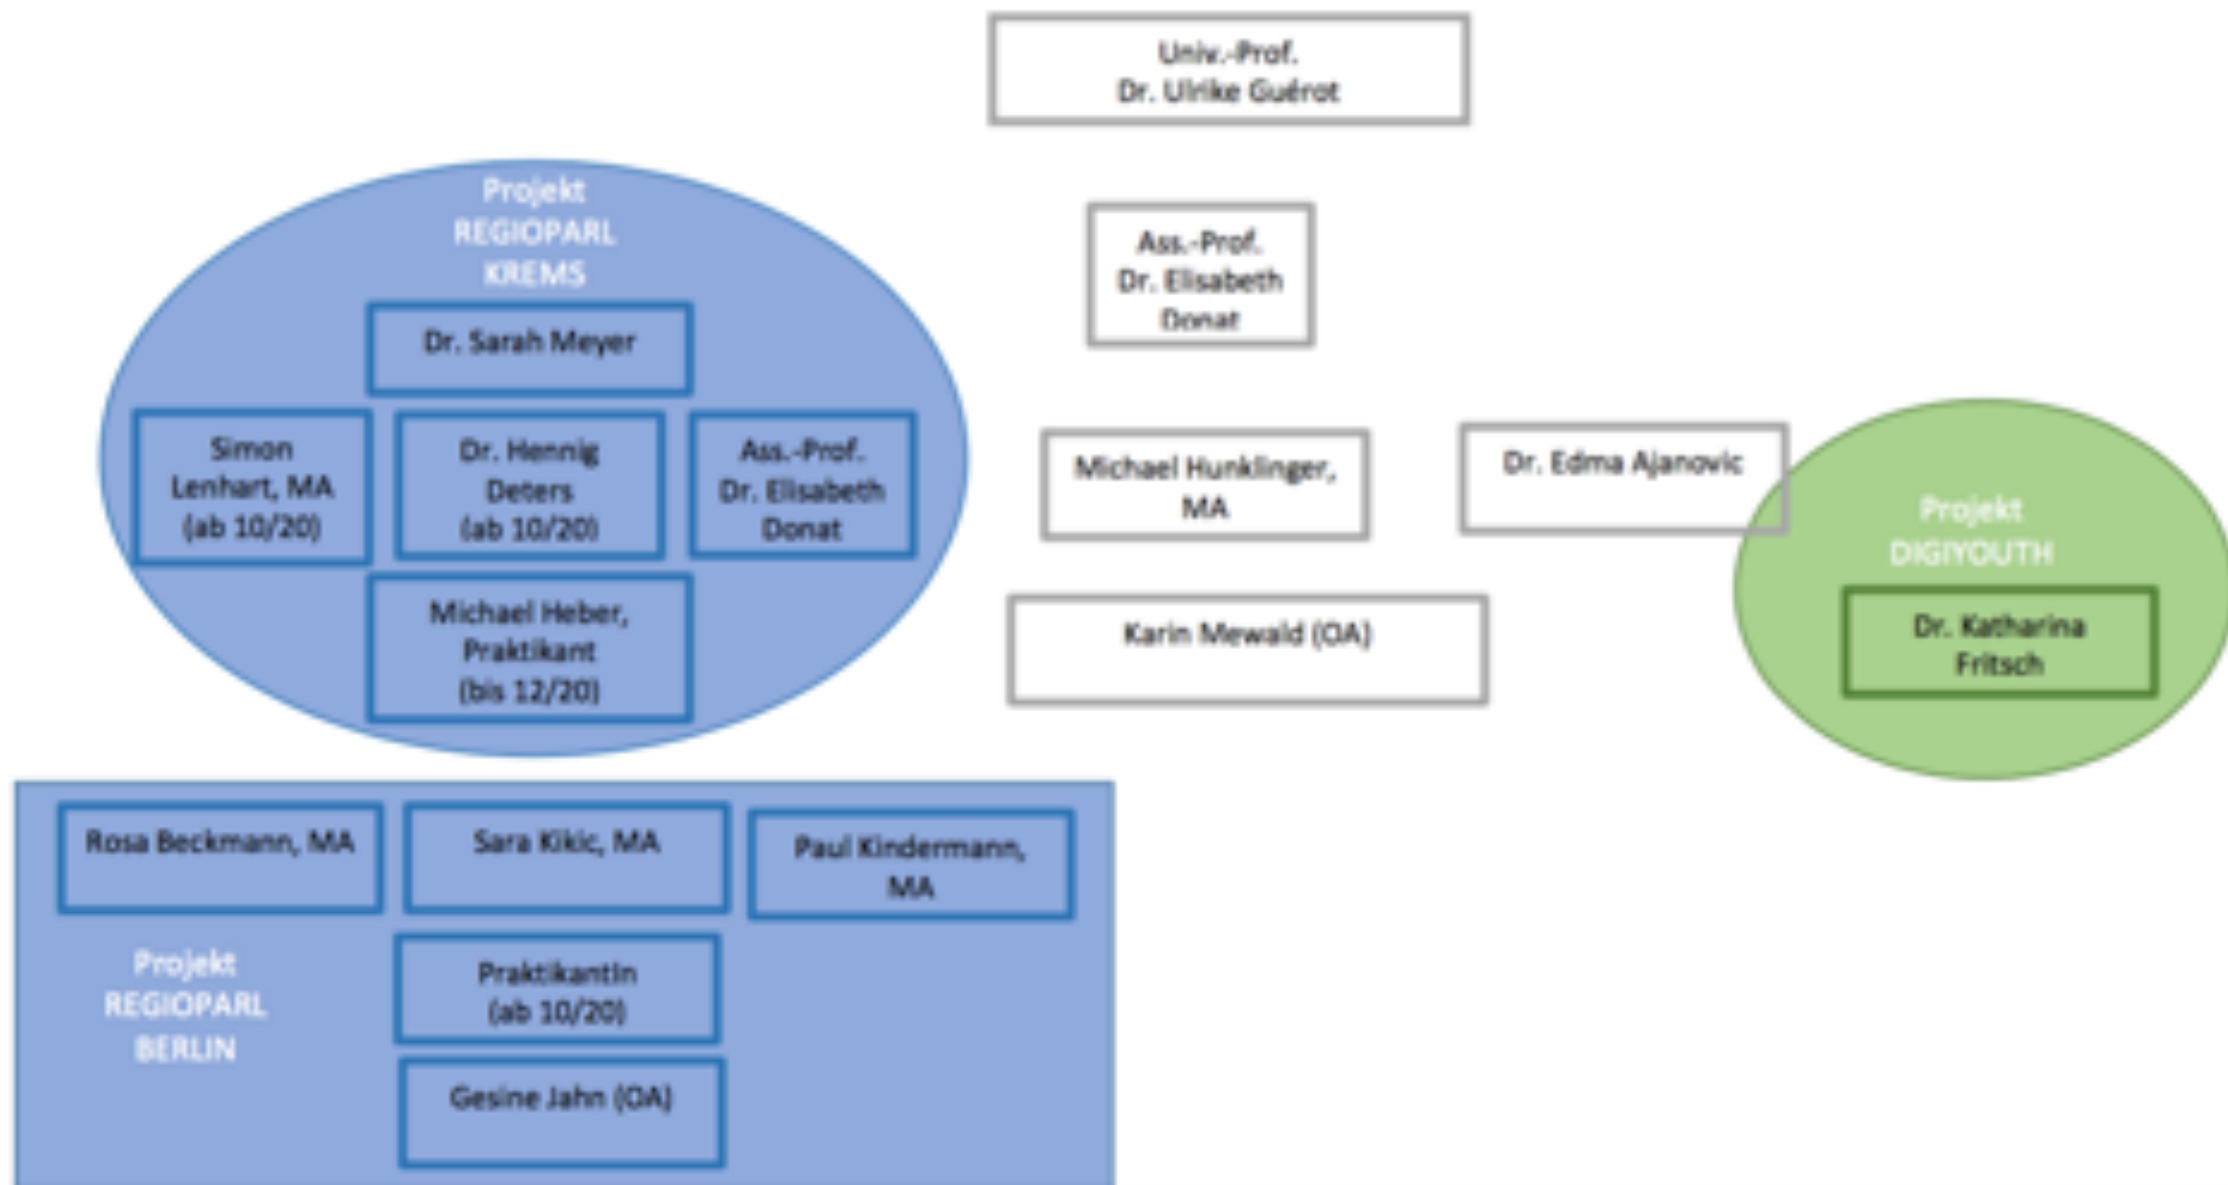 Univ.-Prof.
Dr. Ulrike Guérot
Ass.-Prof.
Dr. Elisabeth
Donat
Michael Hunklinger,
MA
Dr. Edma Ajanovic
Karin Mewald (OA)
Projekt
REGIOPARL
KREMS
Dr. Sarah Meyer
Simon
Lenhart, MA
(ab 10/20)
Dr. Hennig
Deters
(ab 10/20)
Ass.-Prof.
Dr. Elisabeth
Donat
Michael Heber,
Praktikant
(bis 12/20)
Projekt
DIGIYOUTH
Dr. Katharina
Fritsch
Rosa Beckmann, MA
Sara Kikic, MA
Paul Kindermann,
MA
Projekt
REGIOPARL
BERLIN
PraktikantIn
(ab 10/20)
Gesine Jahn (OA)